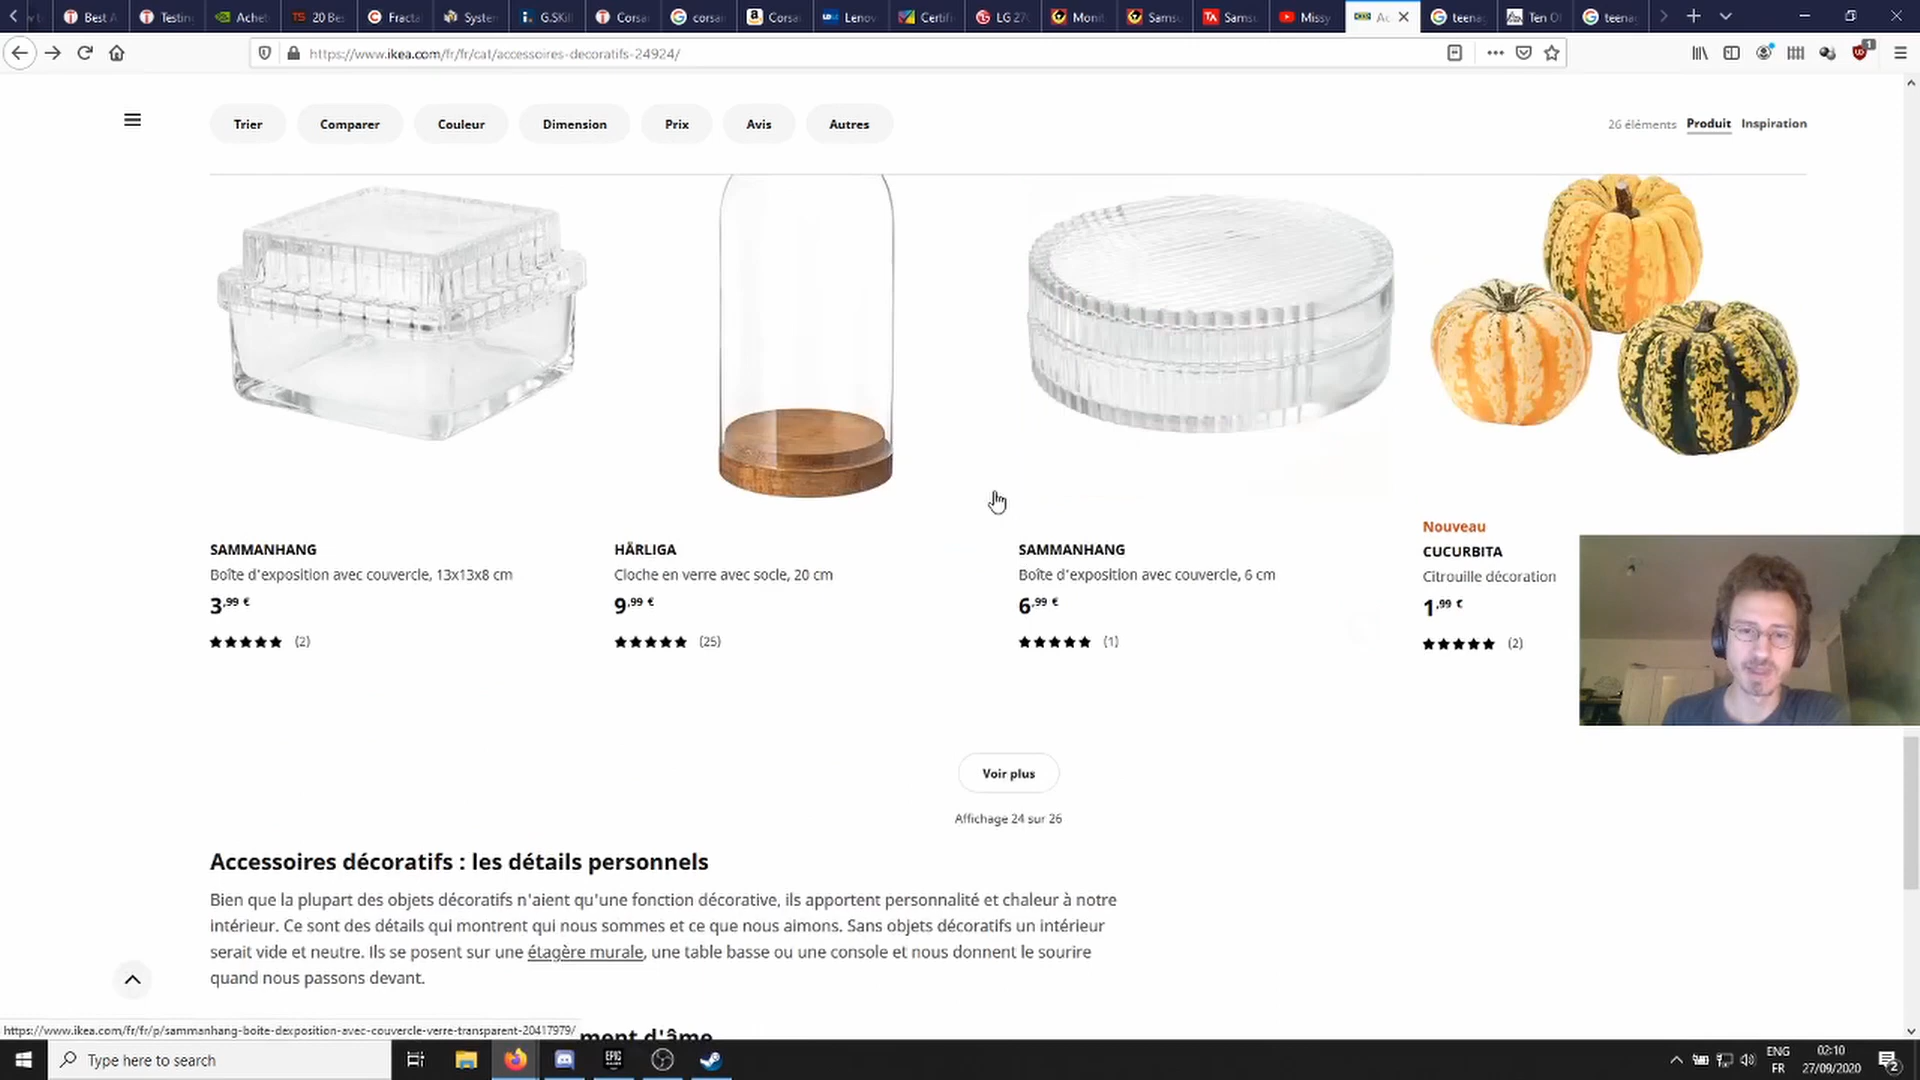 Best A
Testin
Achet
20 Bes
Fracta
Syste
G.SKil
Corsa
corsai
Corsa
Lenov
Certifi
LG 27
Monit
Samsu
Samsu
Missy
Ac
teena
Ten O
teena
https://www.ikea.com/fr/fr/cat/accessoires-decoratifs-24924/
1
Trier
Comparer
Couleur
Dimension
Prix
Avis
Autres
26 éléments
Produit
Inspiration
SAMMANHANG
Boîte d'exposition avec couvercle, 13x13x8 cm
3,99 €
(2)
HÄRLIGA
Cloche en verre avec socle, 20 cm
9,99 €
(25)
SAMMANHANG
Boîte d'exposition avec couvercle, 6 cm
6,99 €
(1)
Nouveau
CUCURBITA
Citrouille décoration
1,99 €
(2)
Voir plus
Affichage 24 sur 26
Accessoires décoratifs : les détails personnels
Bien que la plupart des objets décoratifs n'aient qu'une fonction décorative, ils apportent personnalité et chaleur à notre
intérieur. Ce sont des détails qui montrent qui nous sommes et ce que nous aimons. Sans objets décoratifs un intérieur
serait vide et neutre. Ils se posent sur une étagère murale, une table basse ou une console et nous donnent le sourire
quand nous passons devant.
ment d'âme
https://www.ikea.com/fr/fr/p/sammanhang-boite-dexposition-avec-couvercle-verre-transparent-20417979/
Type here to search
EPIC
ENG
FR
02:10
27/09/2020
2